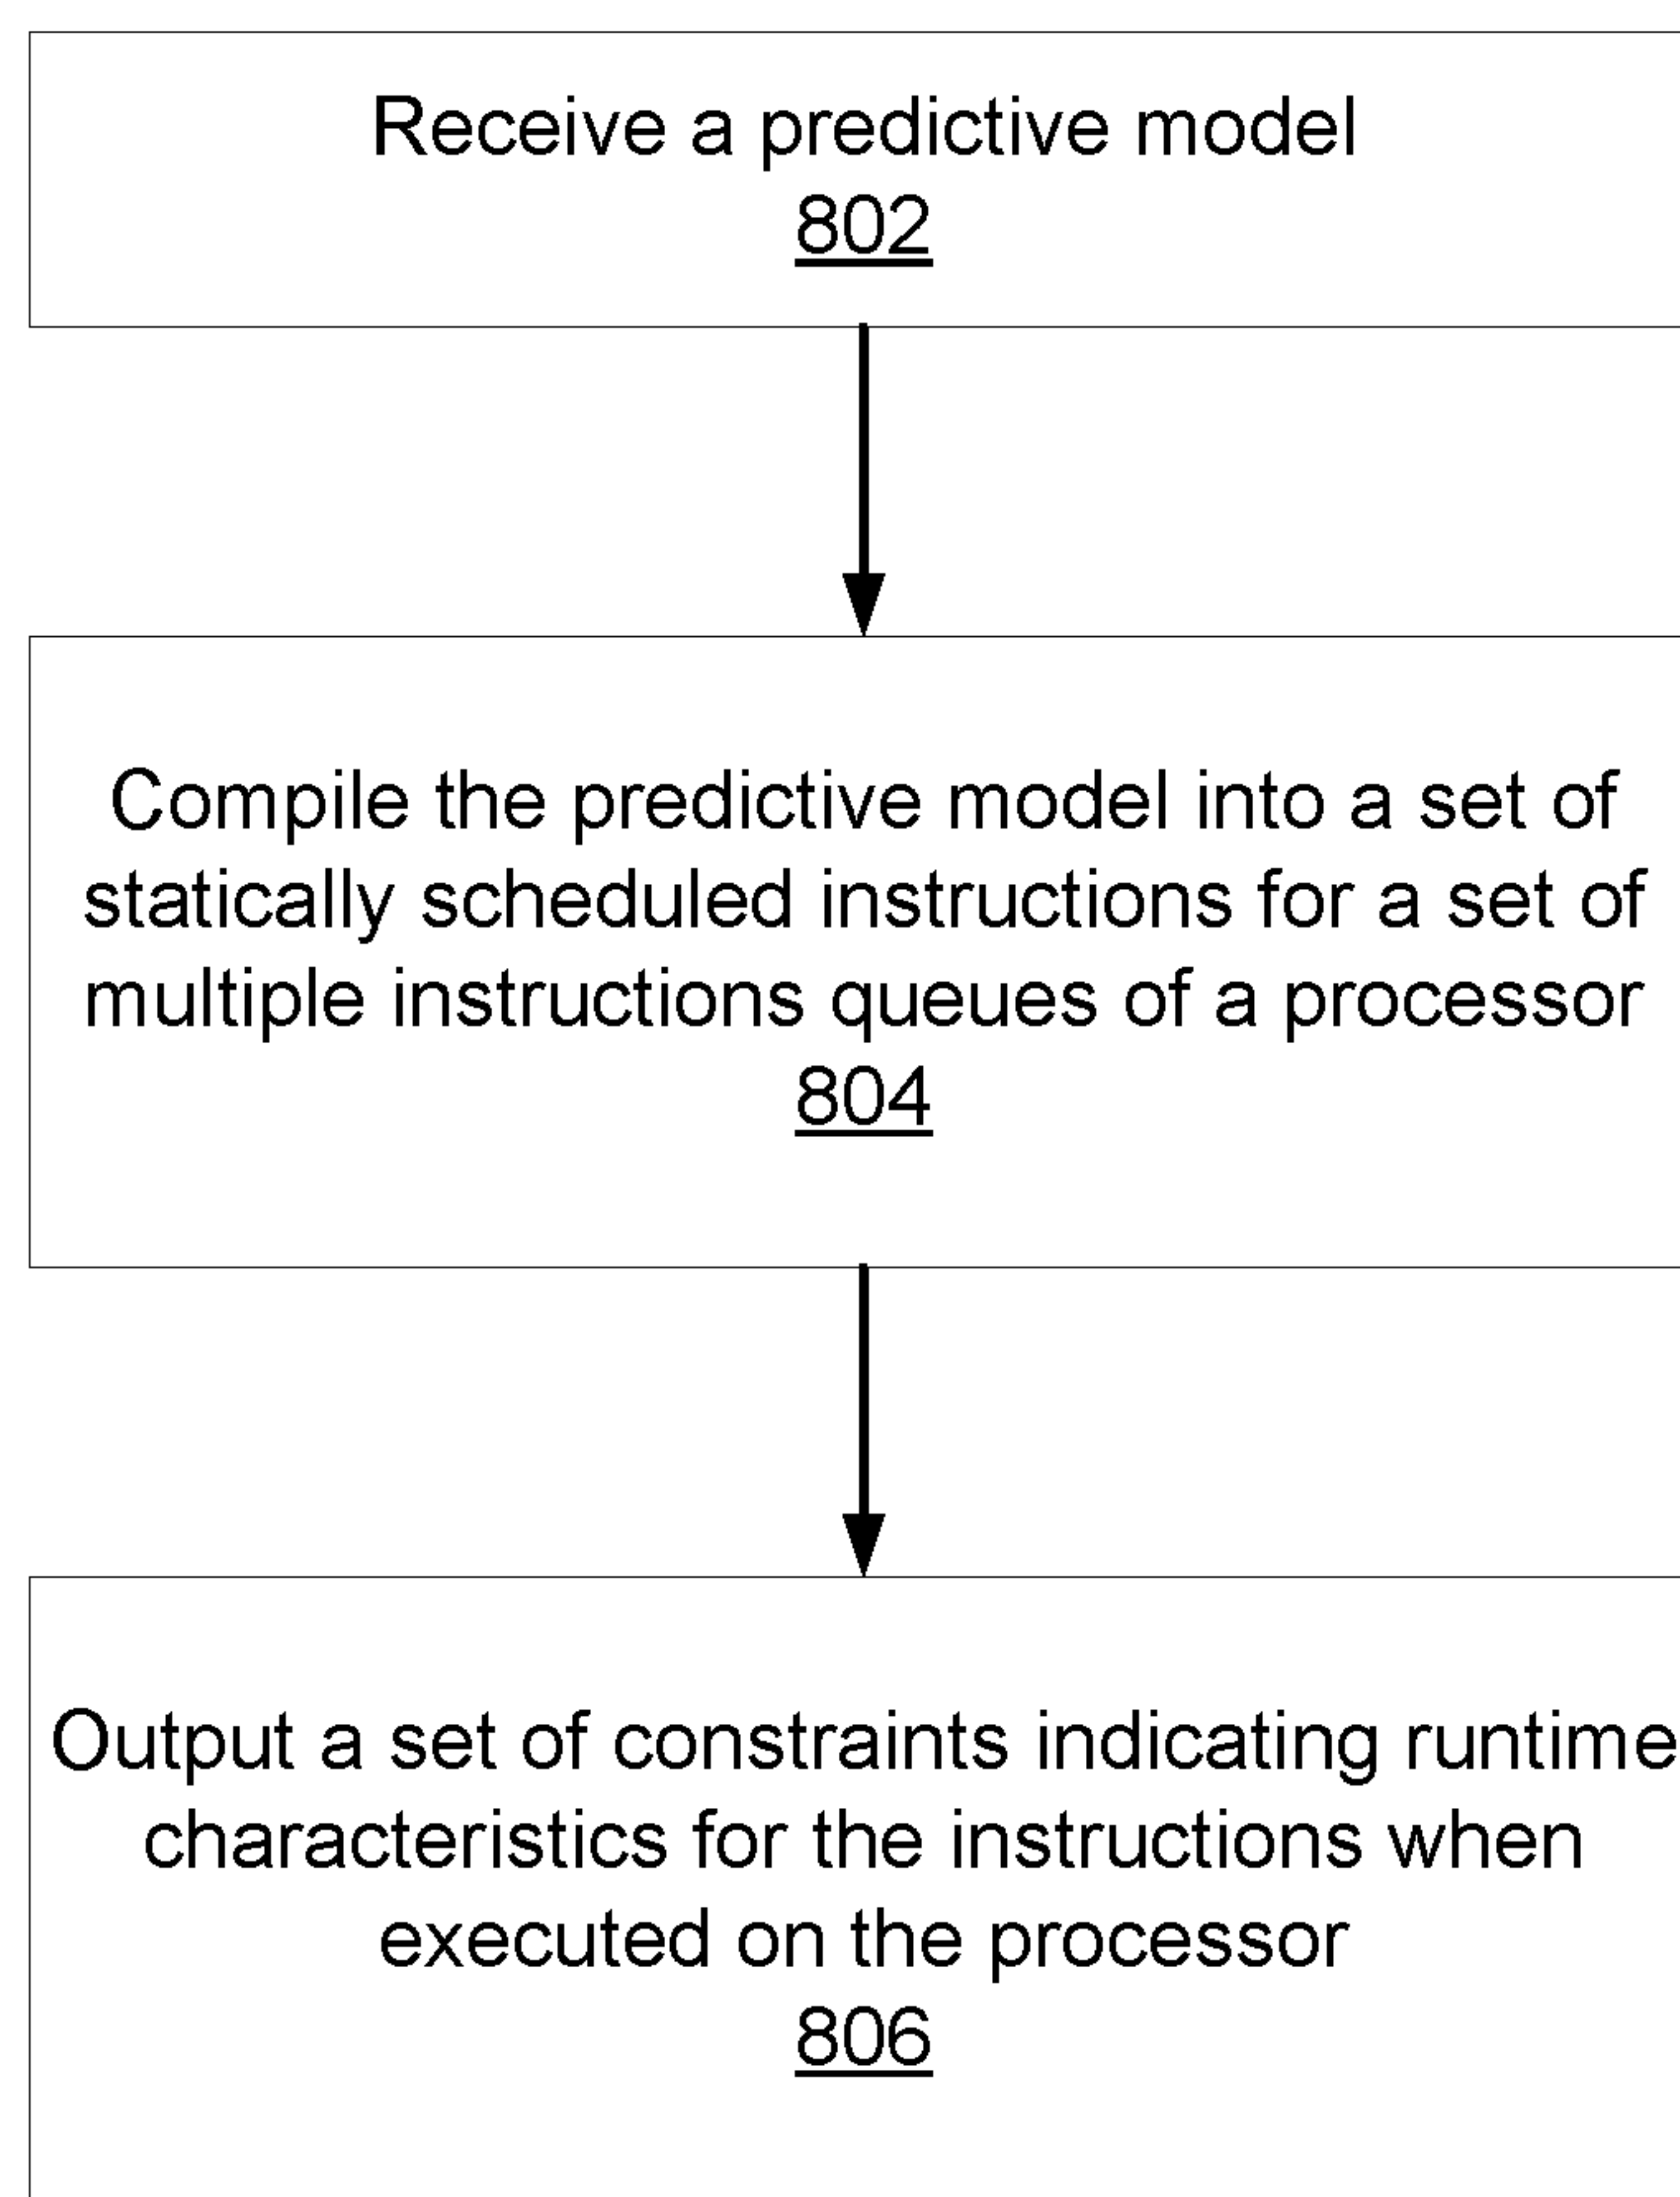 Receive a predictive model
802
Compile the predictive model into a set of
statically scheduled instructions for a set of
multiple instructions queues of a processor
804
Output a set of constraints indicating runtime
characteristics for the instructions when
executed on the processor
806